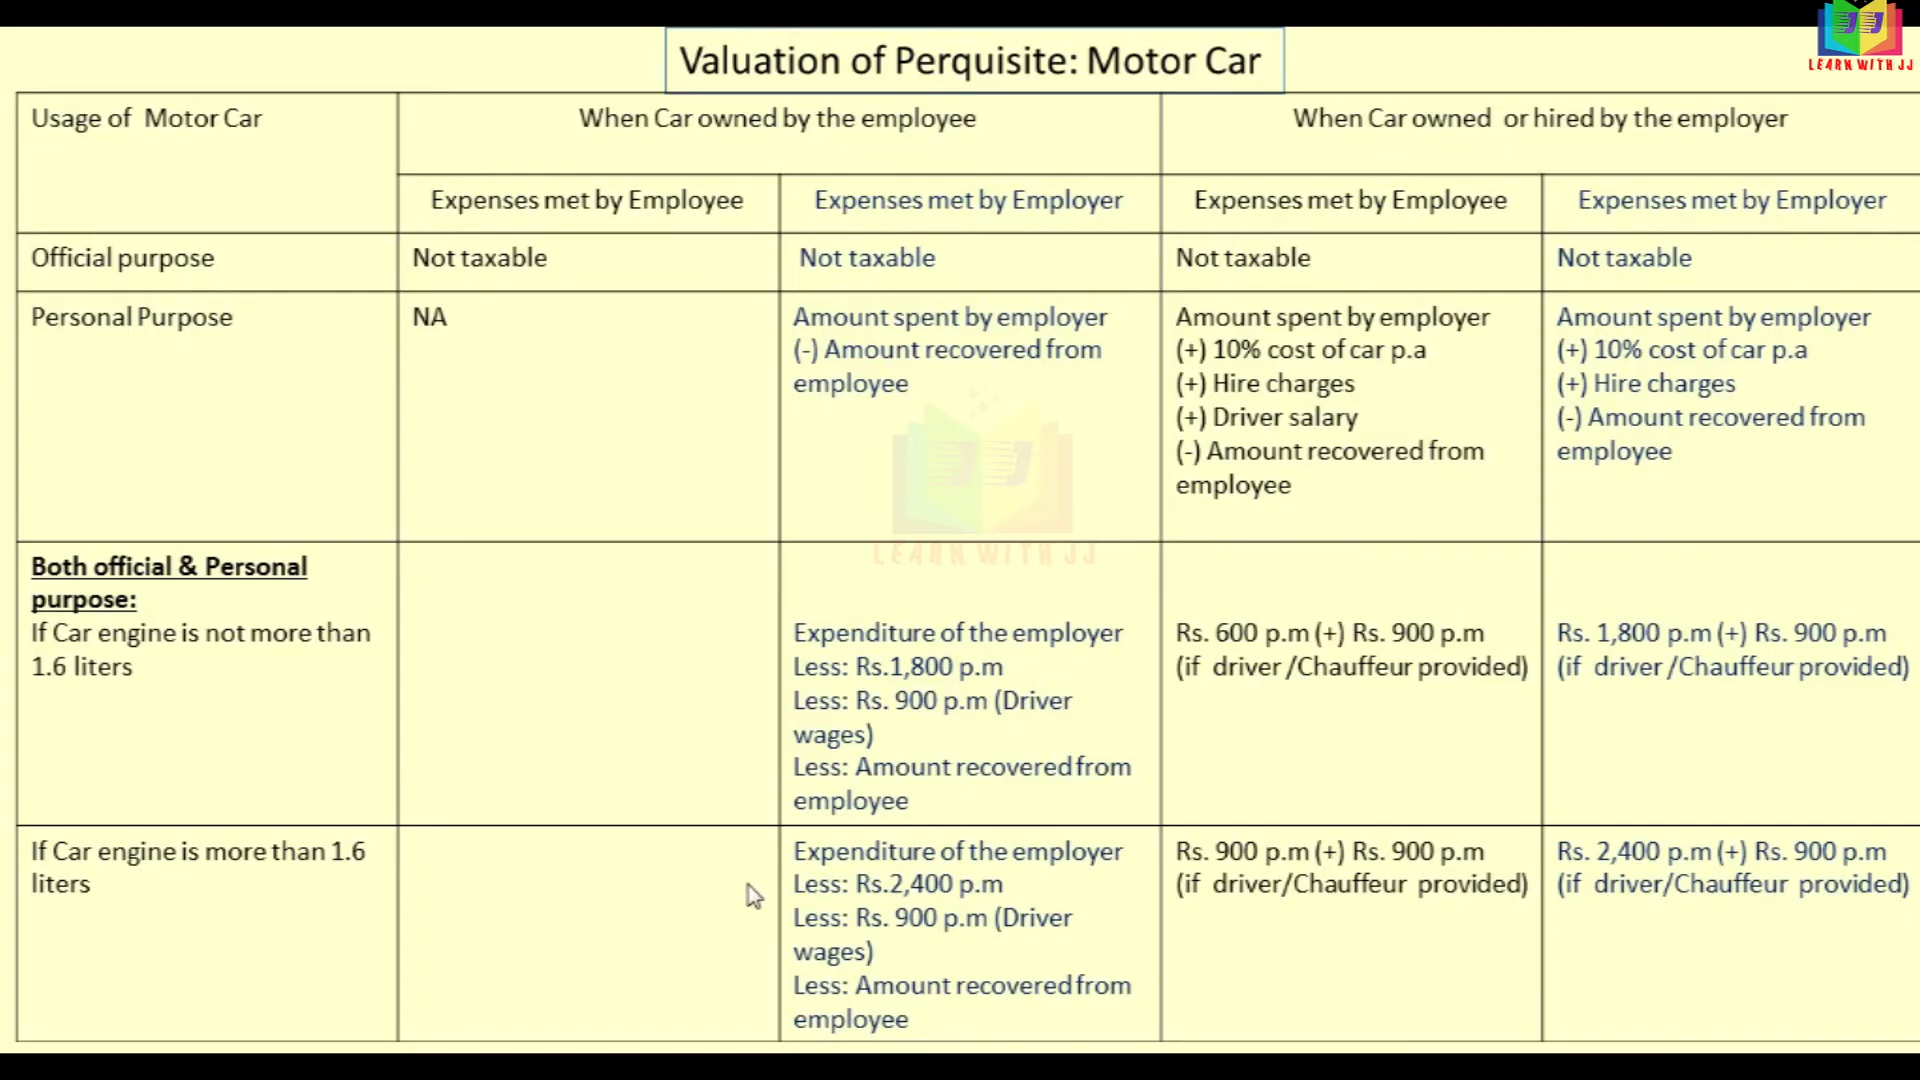 Valuation of Perquisite: Motor Car
LEARN WITH JJ
Usage of Motor Car
When Car owned by the employee
When Car owned or hired by the employer
Expenses met by Employee
Expenses met by Employer
Expenses met by Employee
Expenses met by Employer
Official purpose
Not taxable
Not taxable
Not taxable
Not taxable
Personal Purpose
NA
Amount spent by employer
(-) Amount recovered from
employee
Amount spent by employer
(+) 10% cost of car p.a
(+) Hire charges
(+) Driver salary
(-) Amount recovered from
employee
Amount spent by employer
(+) 10% cost of car p.a
(+) Hire charges
(-) Amount recovered from
employee
LEARN WITH JJ
Both official & Personal
purpose:
If Car engine is not more than
1.6 liters
Expenditure of the employer
Less: Rs.1,800 p.m
Less: Rs. 900 p.m (Driver
wages)
Less: Amount recovered from
employee
Rs. 600 p.m (+) Rs. 900 p.m
(if driver /Chauffeur provided)
Rs. 1,800 p.m (+) Rs. 900 p.m
(if driver /Chauffeur provided)
If Car engine is more than 1.6
liters
Expenditure of the employer
Less: Rs.2,400 p.m
Less: Rs. 900 p.m (Driver
wages)
Less: Amount recovered from
employee
Rs. 900 p.m (+) Rs. 900 p.m
(if driver/Chauffeur provided)
Rs. 2,400 p.m (+) Rs. 900 p.m
(if driver/Chauffeur provided)